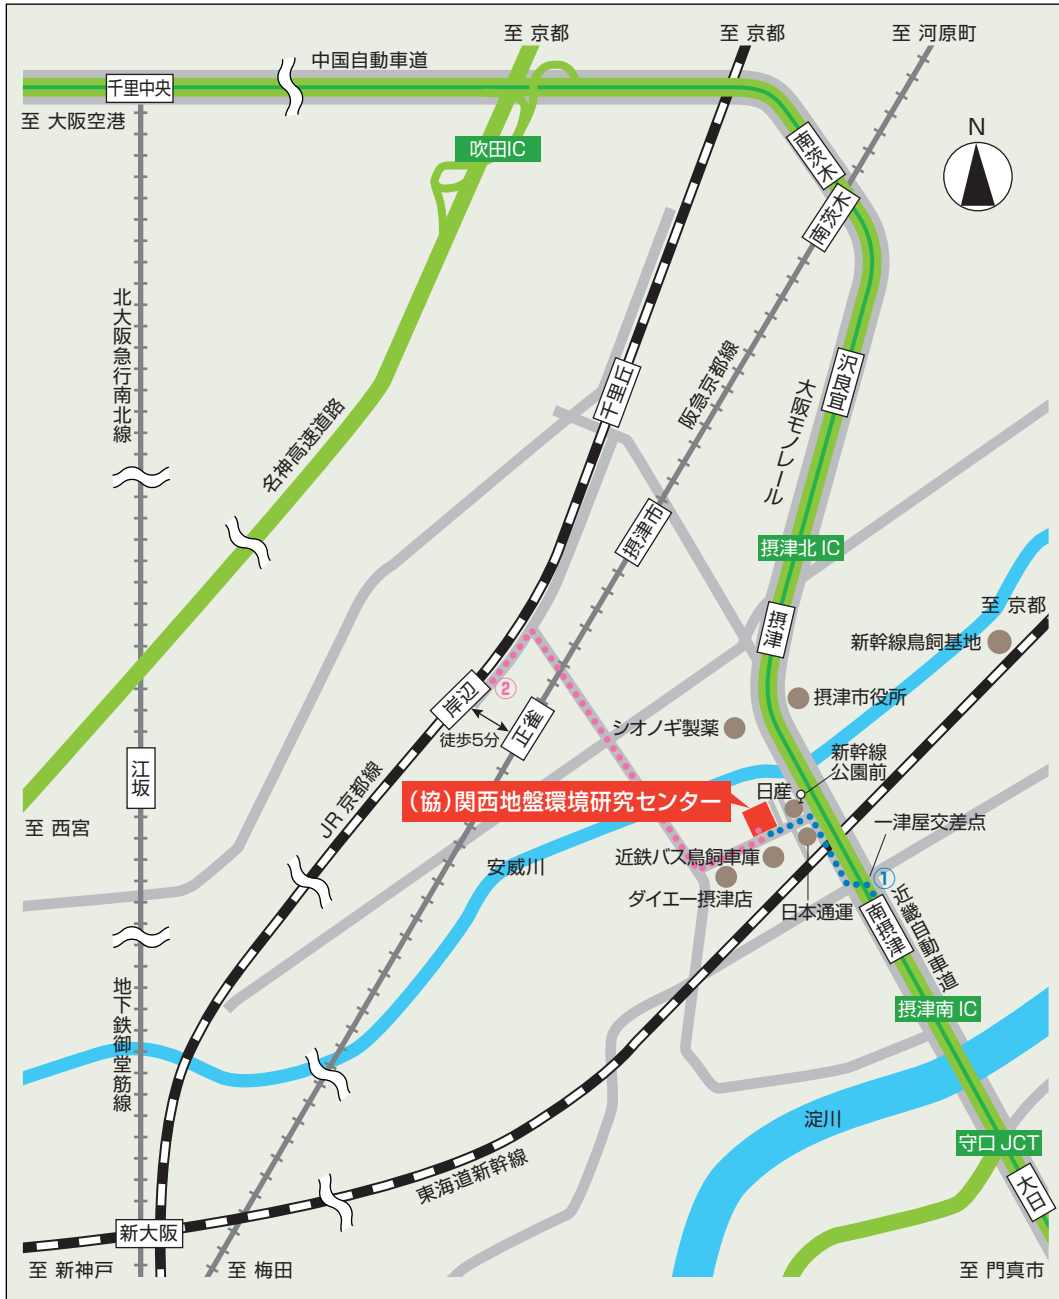 至 京都
至 京都
至 河原町
中国自動車道
千里中央
至 大阪空港
吹田IC
南茨木
N
南茨木
北大阪急行南北線
千里丘
阪急京都線
沢良宜
大阪モノレール
名神高速道路
摂津市
摂津北 IC
至 京都
摂津
新幹線鳥飼基地
②
岸辺
正雀
徒歩5分
摂津市役所
シオノギ製薬
新幹線
公園前
江坂
JR 京都線
日産
(協)関西地盤環境研究センター
至 西宮
一津屋交差点
安威川
近鉄バス鳥飼車庫
①
ダイエー摂津店
日本通運
南摂津
近畿自動車道
地下鉄御堂筋線
摂津南 IC
淀川
守口 JCT
東海道新幹線
大日
新大阪
至 新神戸
至 梅田
至 門真市